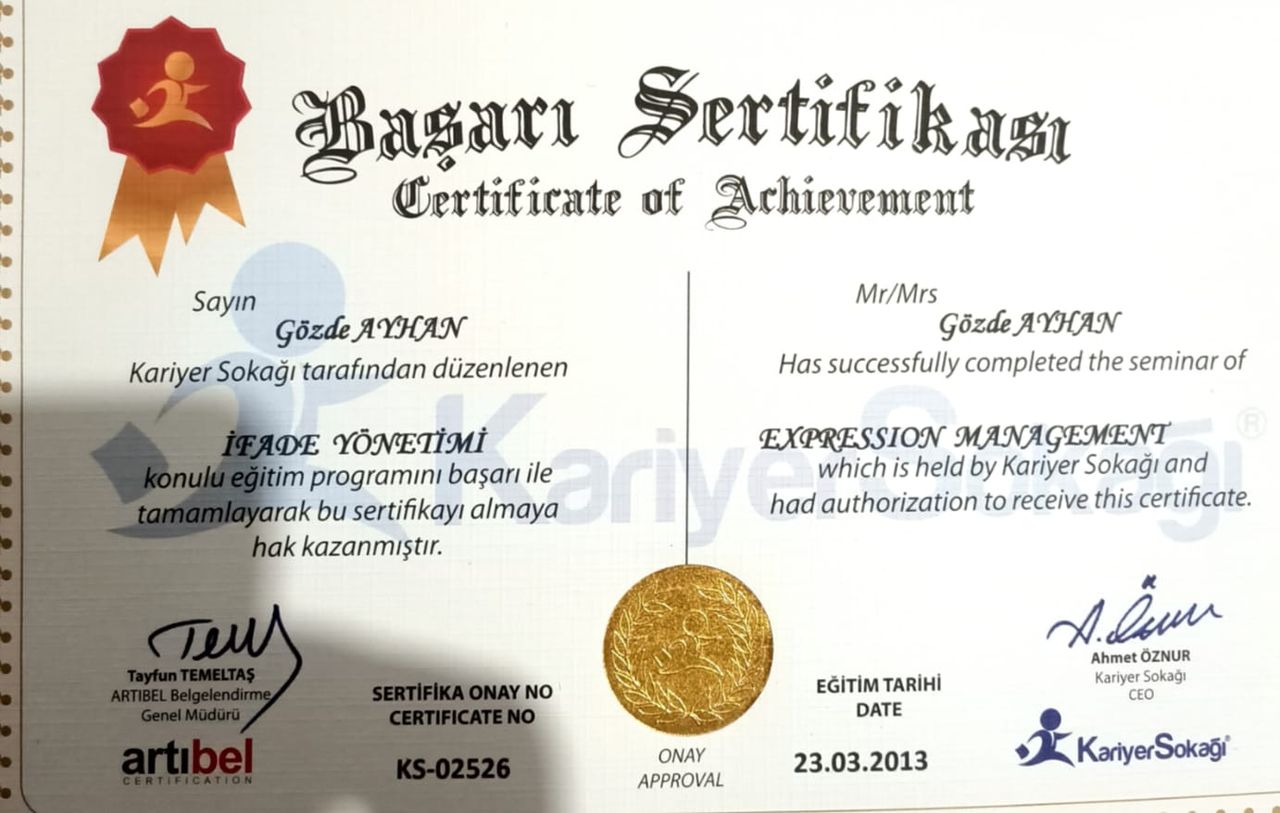 Başarı Sertifikası
Certificate of Achievement
Sayın
Gözde AYHAN
Kariyer Sokağı tarafından düzenlenen
İFADE YÖNETİMİ
konulu eğitim programını başarı ile
tamamlayarak bu sertifikayı almaya
hak kazanmıştır.
Mr/Mrs
Gözde AYHAN
Has successfully completed the seminar of
EXPRESSION MANAGEMENT
which is held by Kariyer Sokağı and
had authorization to receive this certificate.
KariyerSokağı®
Tayfun TEMELTAŞ
ARTIBEL Belgelendirme
Genel Müdürü
artıbel
CERTIFICATION
SERTİFİKA ONAY NO
CERTIFICATE NO
KS-02526
ONAY
APPROVAL
EĞİTİM TARİHİ
DATE
23.03.2013
A. Öznur
Ahmet ÖZNUR
Kariyer Sokağı
CEO
KariyerSokağı®